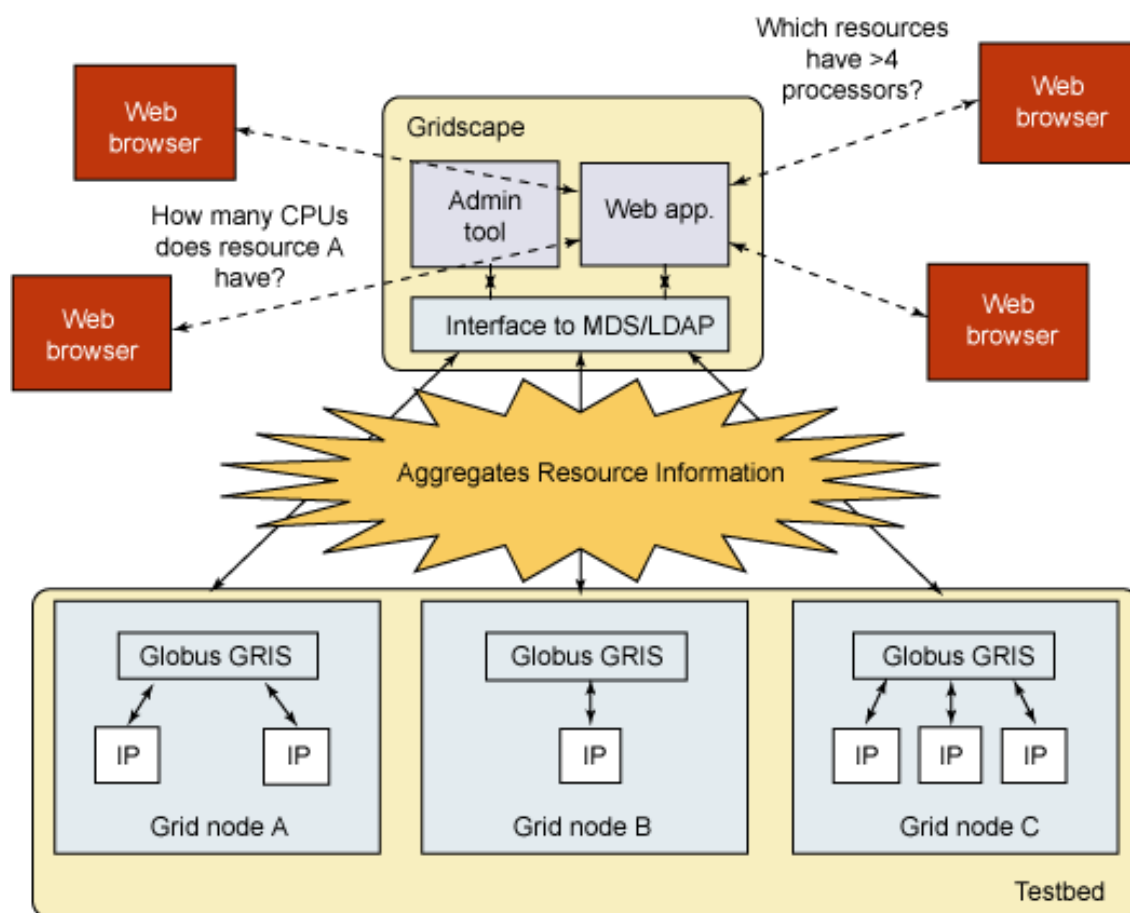 Which resources
have >4
processors?
Web
browser
Web
browser
Gridscape
Admin
tool
Web app.
How many CPUs
does resource A
have?
Web
browser
Web
browser
Interface to MDS/LDAP
Aggregates Resource Information
Globus GRIS
IP
IP
Grid node A
Globus GRIS
IP
Grid node B
Globus GRIS
IP
IP
IP
Grid node C
Testbed